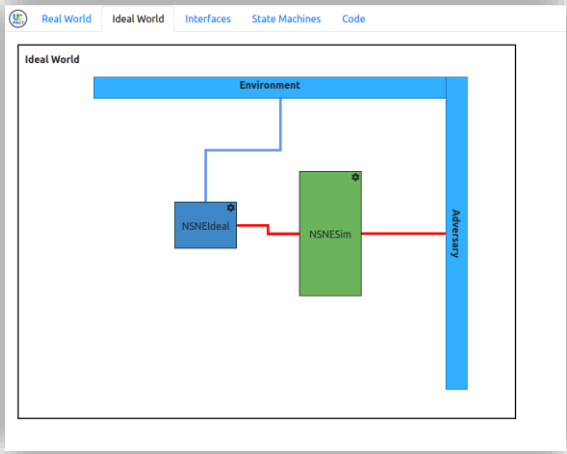 Real World
Ideal World
Interfaces
State Machines
Code
Ideal World
Environment
NSNEIdeal
NSNESim
Adversary